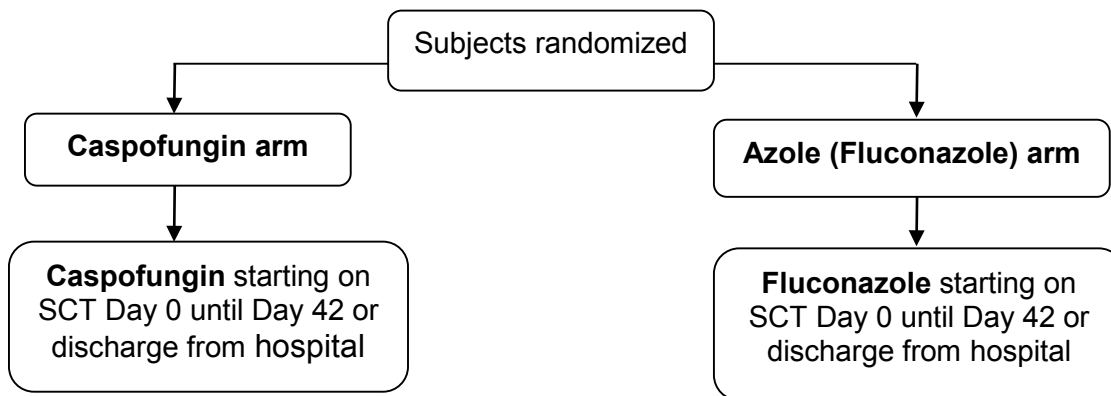 Subjects randomized
Caspofungin arm
Azole (Fluconazole) arm
Caspofungin starting on
SCT Day 0 until Day 42 or
discharge from hospital
Fluconazole starting on
SCT Day 0 until Day 42 or
discharge from hospital